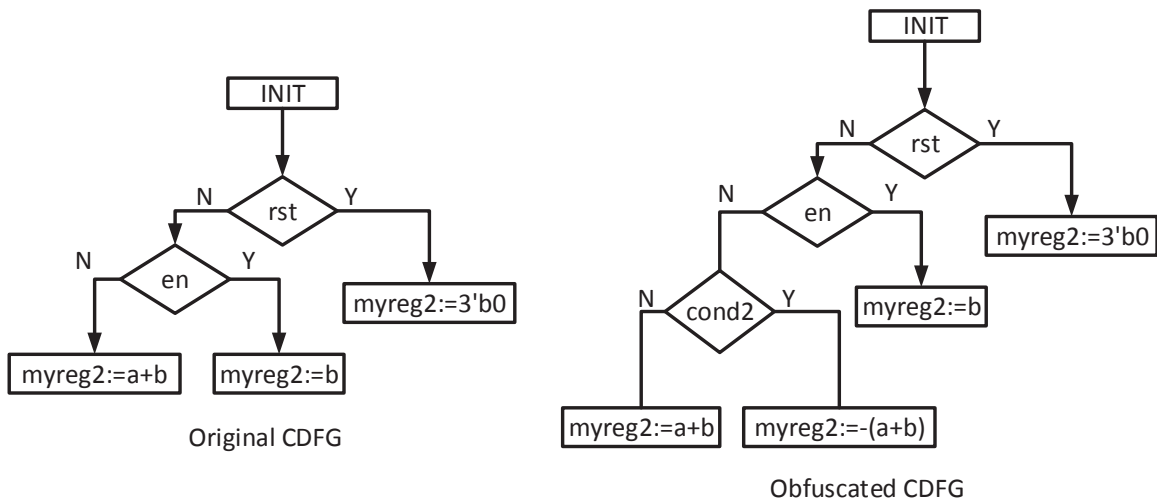 INIT
rst
N
Y
en
N
Y
myreg2:=3'b0
myreg2:=a+b
myreg2:=b
Original CDFG
INIT
rst
N
Y
en
N
Y
myreg2:=3'b0
myreg2:=b
cond2
N
Y
myreg2:=a+b
myreg2:=-(a+b)
Obfuscated CDFG